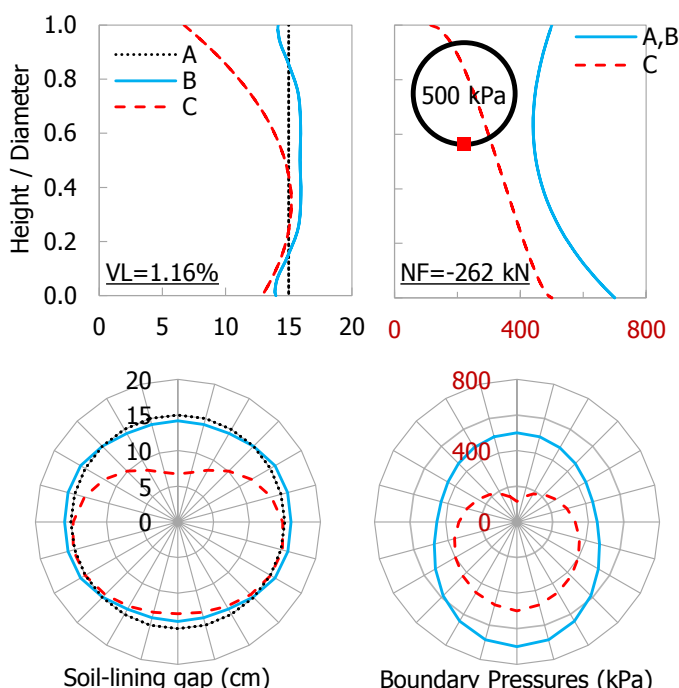 1.0
0.8
0.6
0.4
0.2
0.0
Height / Diameter
A
B
C
VL=1.16%
0 5 10 15 20
A,B
C
500 kPa
NF=-262 kN
0 400 800
20
15
10
5
0
Soil-lining gap (cm)
800
400
0
Boundary Pressures (kPa)